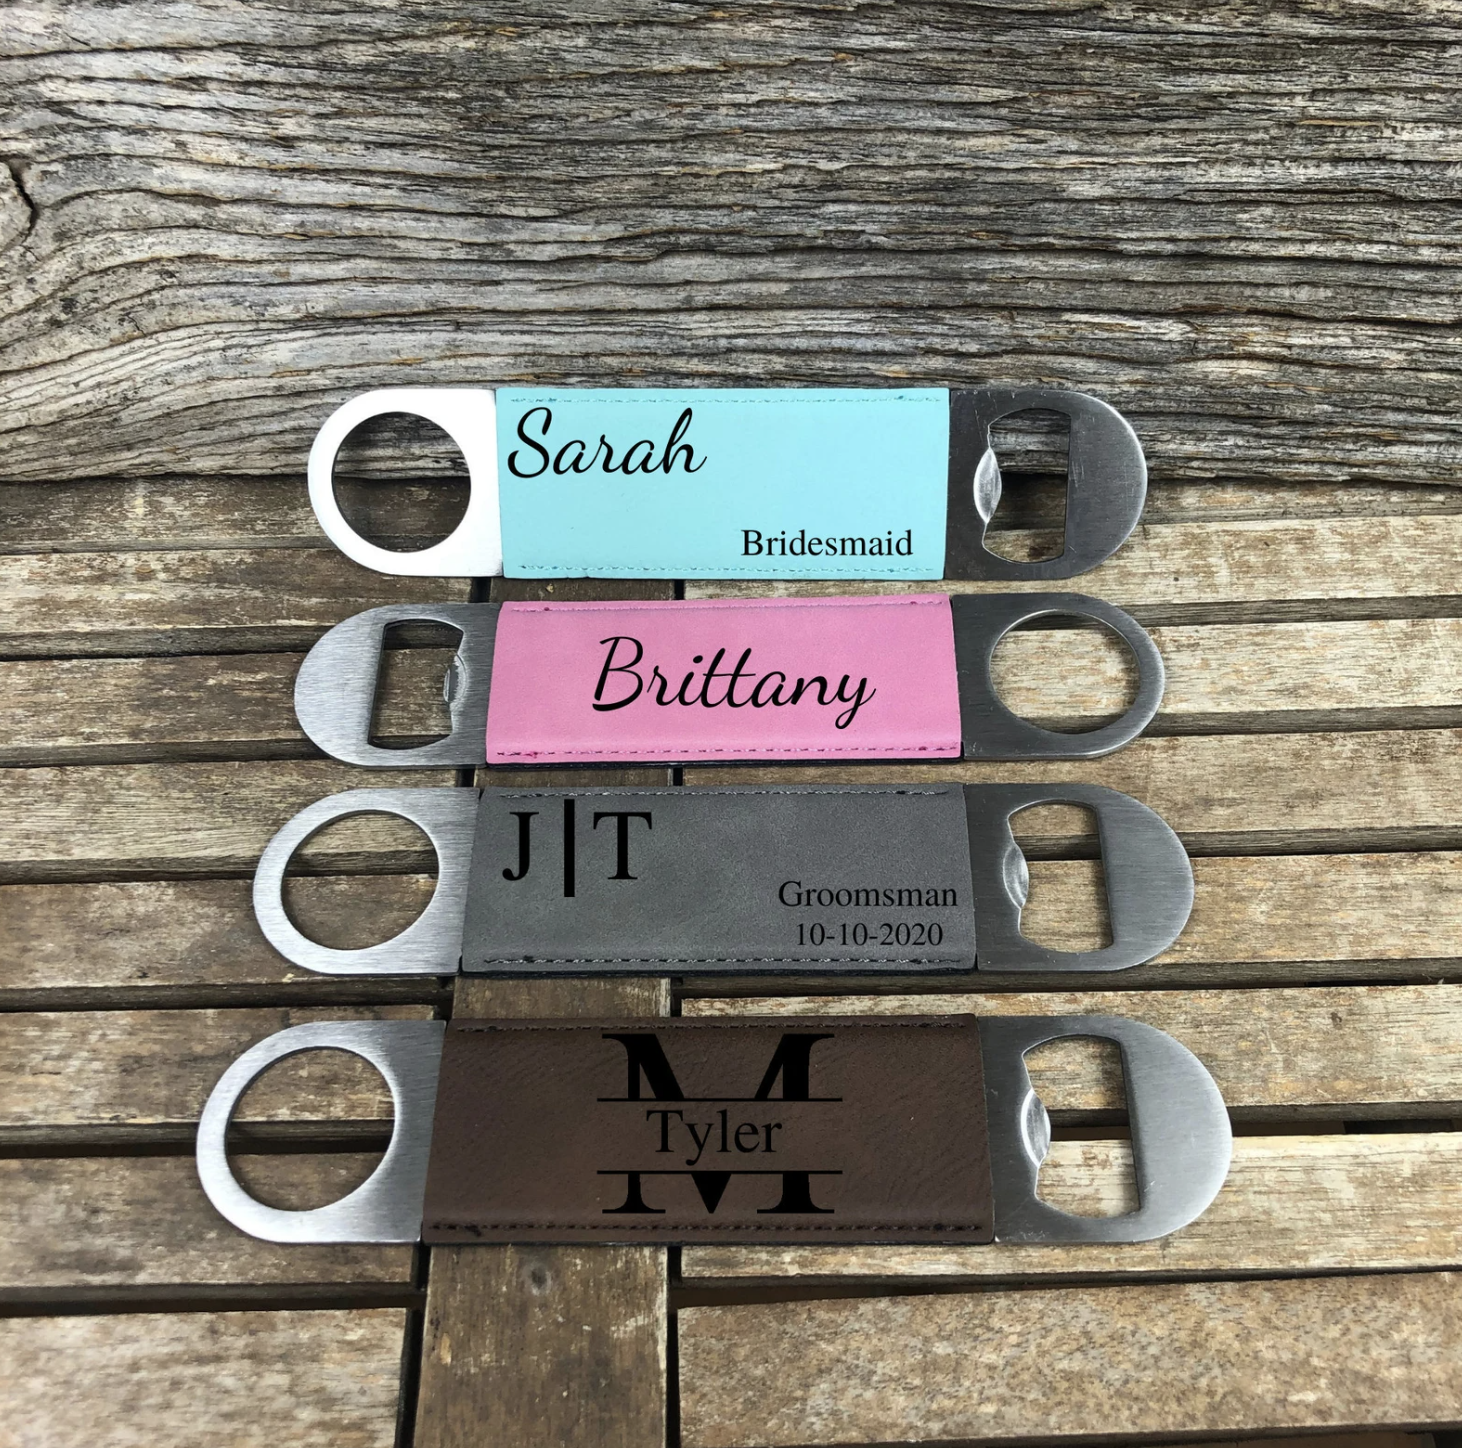 Sarah
Bridesmaid
Brittany
J|T
Groomsman
10-10-2020
M
Tyler